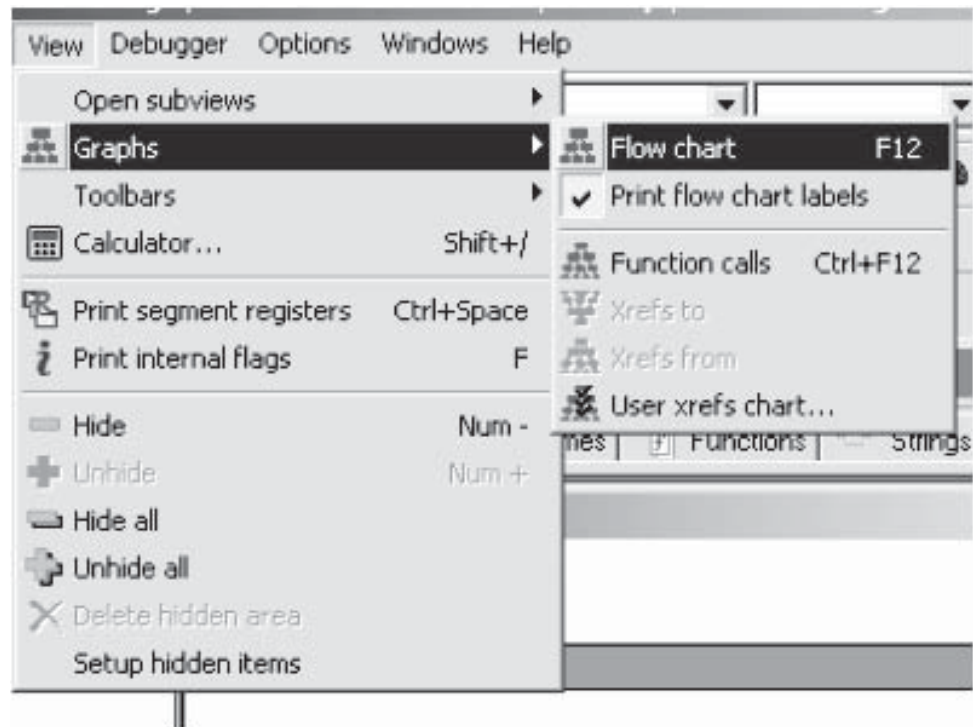 View Debugger Options Windows Help
Open subviews
Graphs
Toolbars
Calculator... Shift+/
Print segment registers Ctrl+Space
Print internal flags F
Hide Num -
Unhide Num +
Hide all
Unhide all
Delete hidden area
Setup hidden items
Flow chart F12
Print flow chart labels
Function calls Ctrl+F12
Xrefs to
Xrefs from
User xrefs chart...
Functions Strings